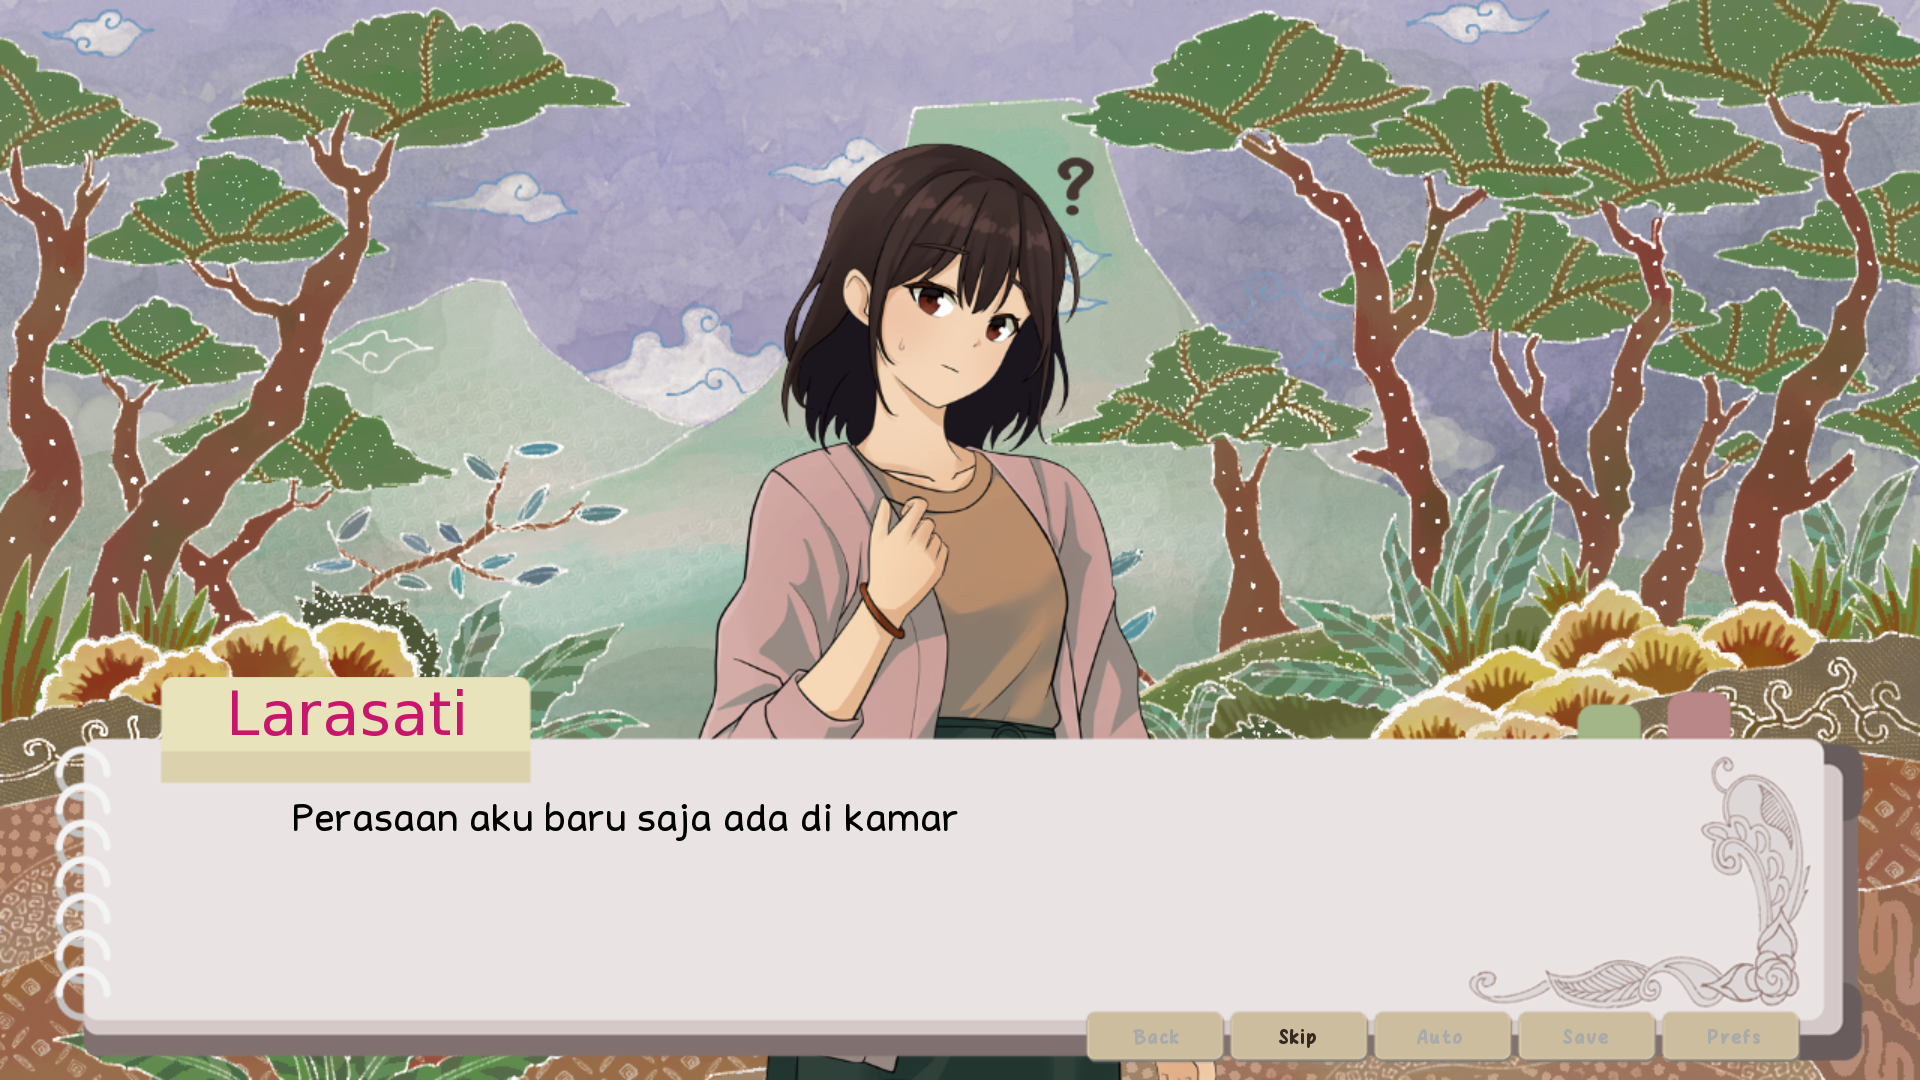 ?
Larasati
Perasaan aku baru saja ada di kamar
Back
Skip
Auto
Save
Prefs